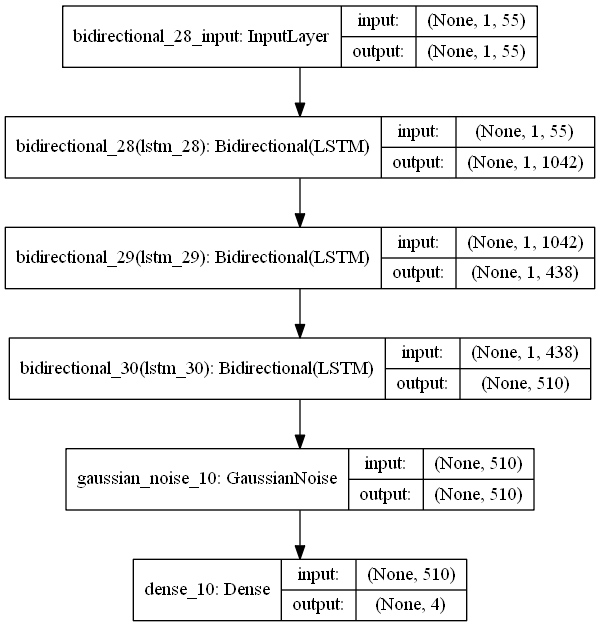 bidirectional_28_input: InputLayer
input: (None, 1, 55)
output: (None, 1, 55)
bidirectional_28(lstm_28): Bidirectional(LSTM)
input: (None, 1, 55)
output: (None, 1, 1042)
bidirectional_29(lstm_29): Bidirectional(LSTM)
input: (None, 1, 1042)
output: (None, 1, 438)
bidirectional_30(lstm_30): Bidirectional(LSTM)
input: (None, 1, 438)
output: (None, 510)
gaussian_noise_10: GaussianNoise
input: (None, 510)
output: (None, 510)
dense_10: Dense
input: (None, 510)
output: (None, 4)